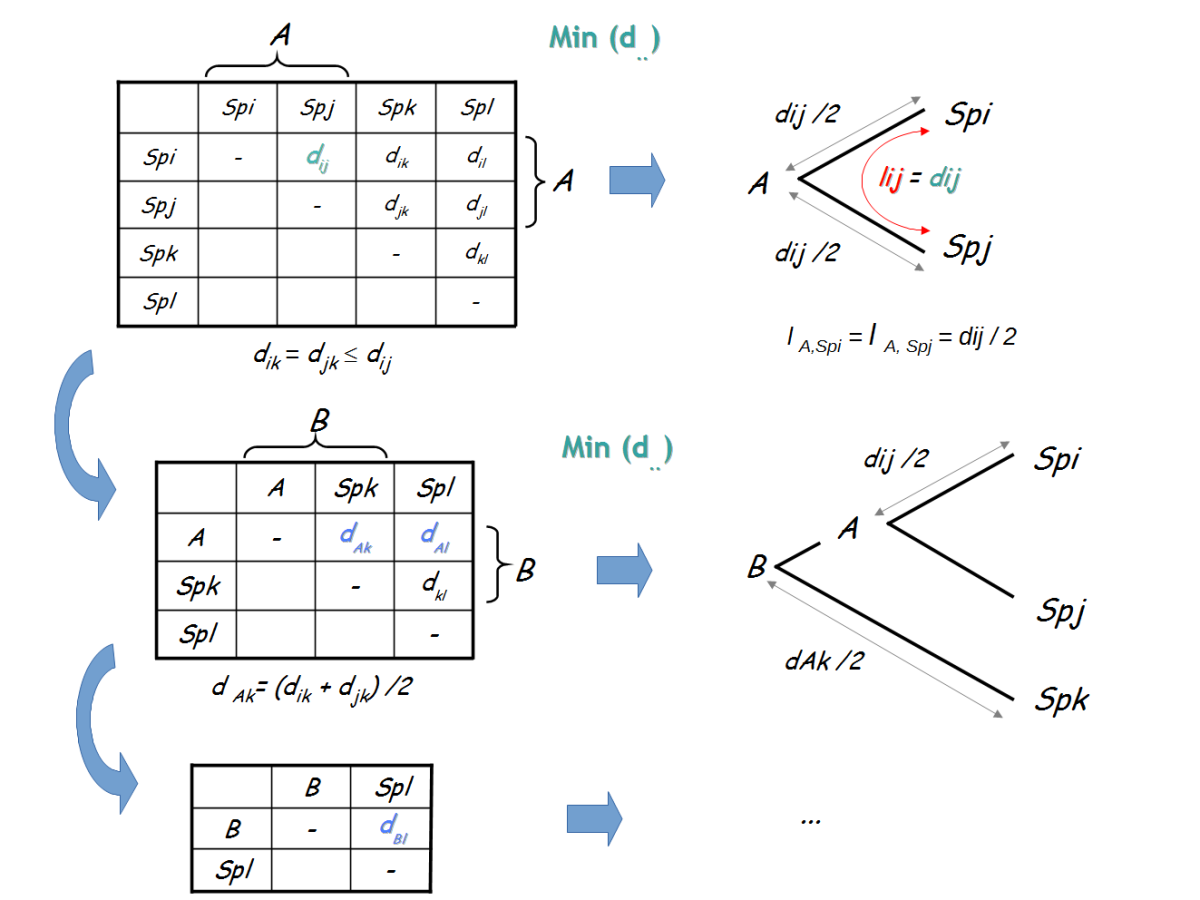 A
Min (d..)
Spi Spj Spk Spl
Spi - dij dik dil
Spj - djk djl
Spk - dkl
Spl -
A
dij /2
Spi
A
lij = dij
dij /2
Spj
dik = djk ≤ dij
l A,Spi = l A, Spj = dij / 2
B
Min (d..)
A Spk Spl
A - dAk dAl
Spk - dkl
Spl -
B
dij /2
Spi
A
B
Spj
dAk /2
Spk
d Ak= (dik + djk) /2
B Spl
B - dBl
Spl -
...